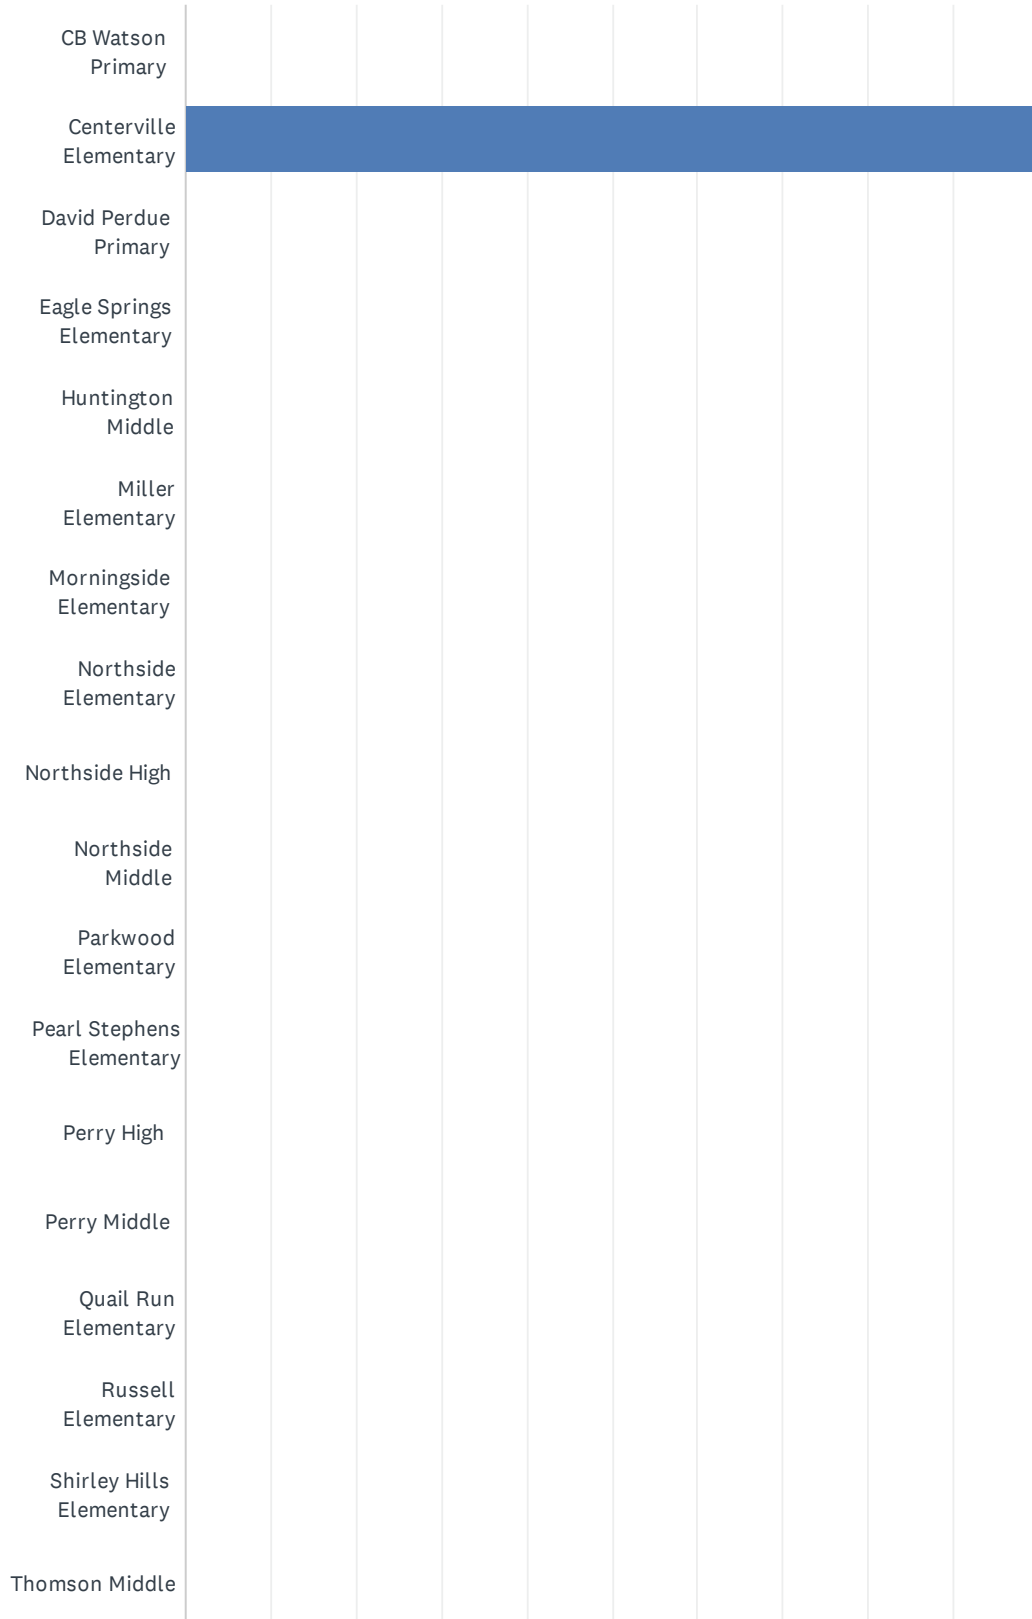 CB Watson
Primary
Centerville
Elementary
David Perdue
Primary
Eagle Springs
Elementary
Huntington
Middle
Miller
Elementary
Morningside
Elementary
Northside
Elementary
Northside High
Northside
Middle
Parkwood
Elementary
Pearl Stephens
Elementary
Perry High
Perry Middle
Quail Run
Elementary
Russell
Elementary
Shirley Hills
Elementary
Thomson Middle